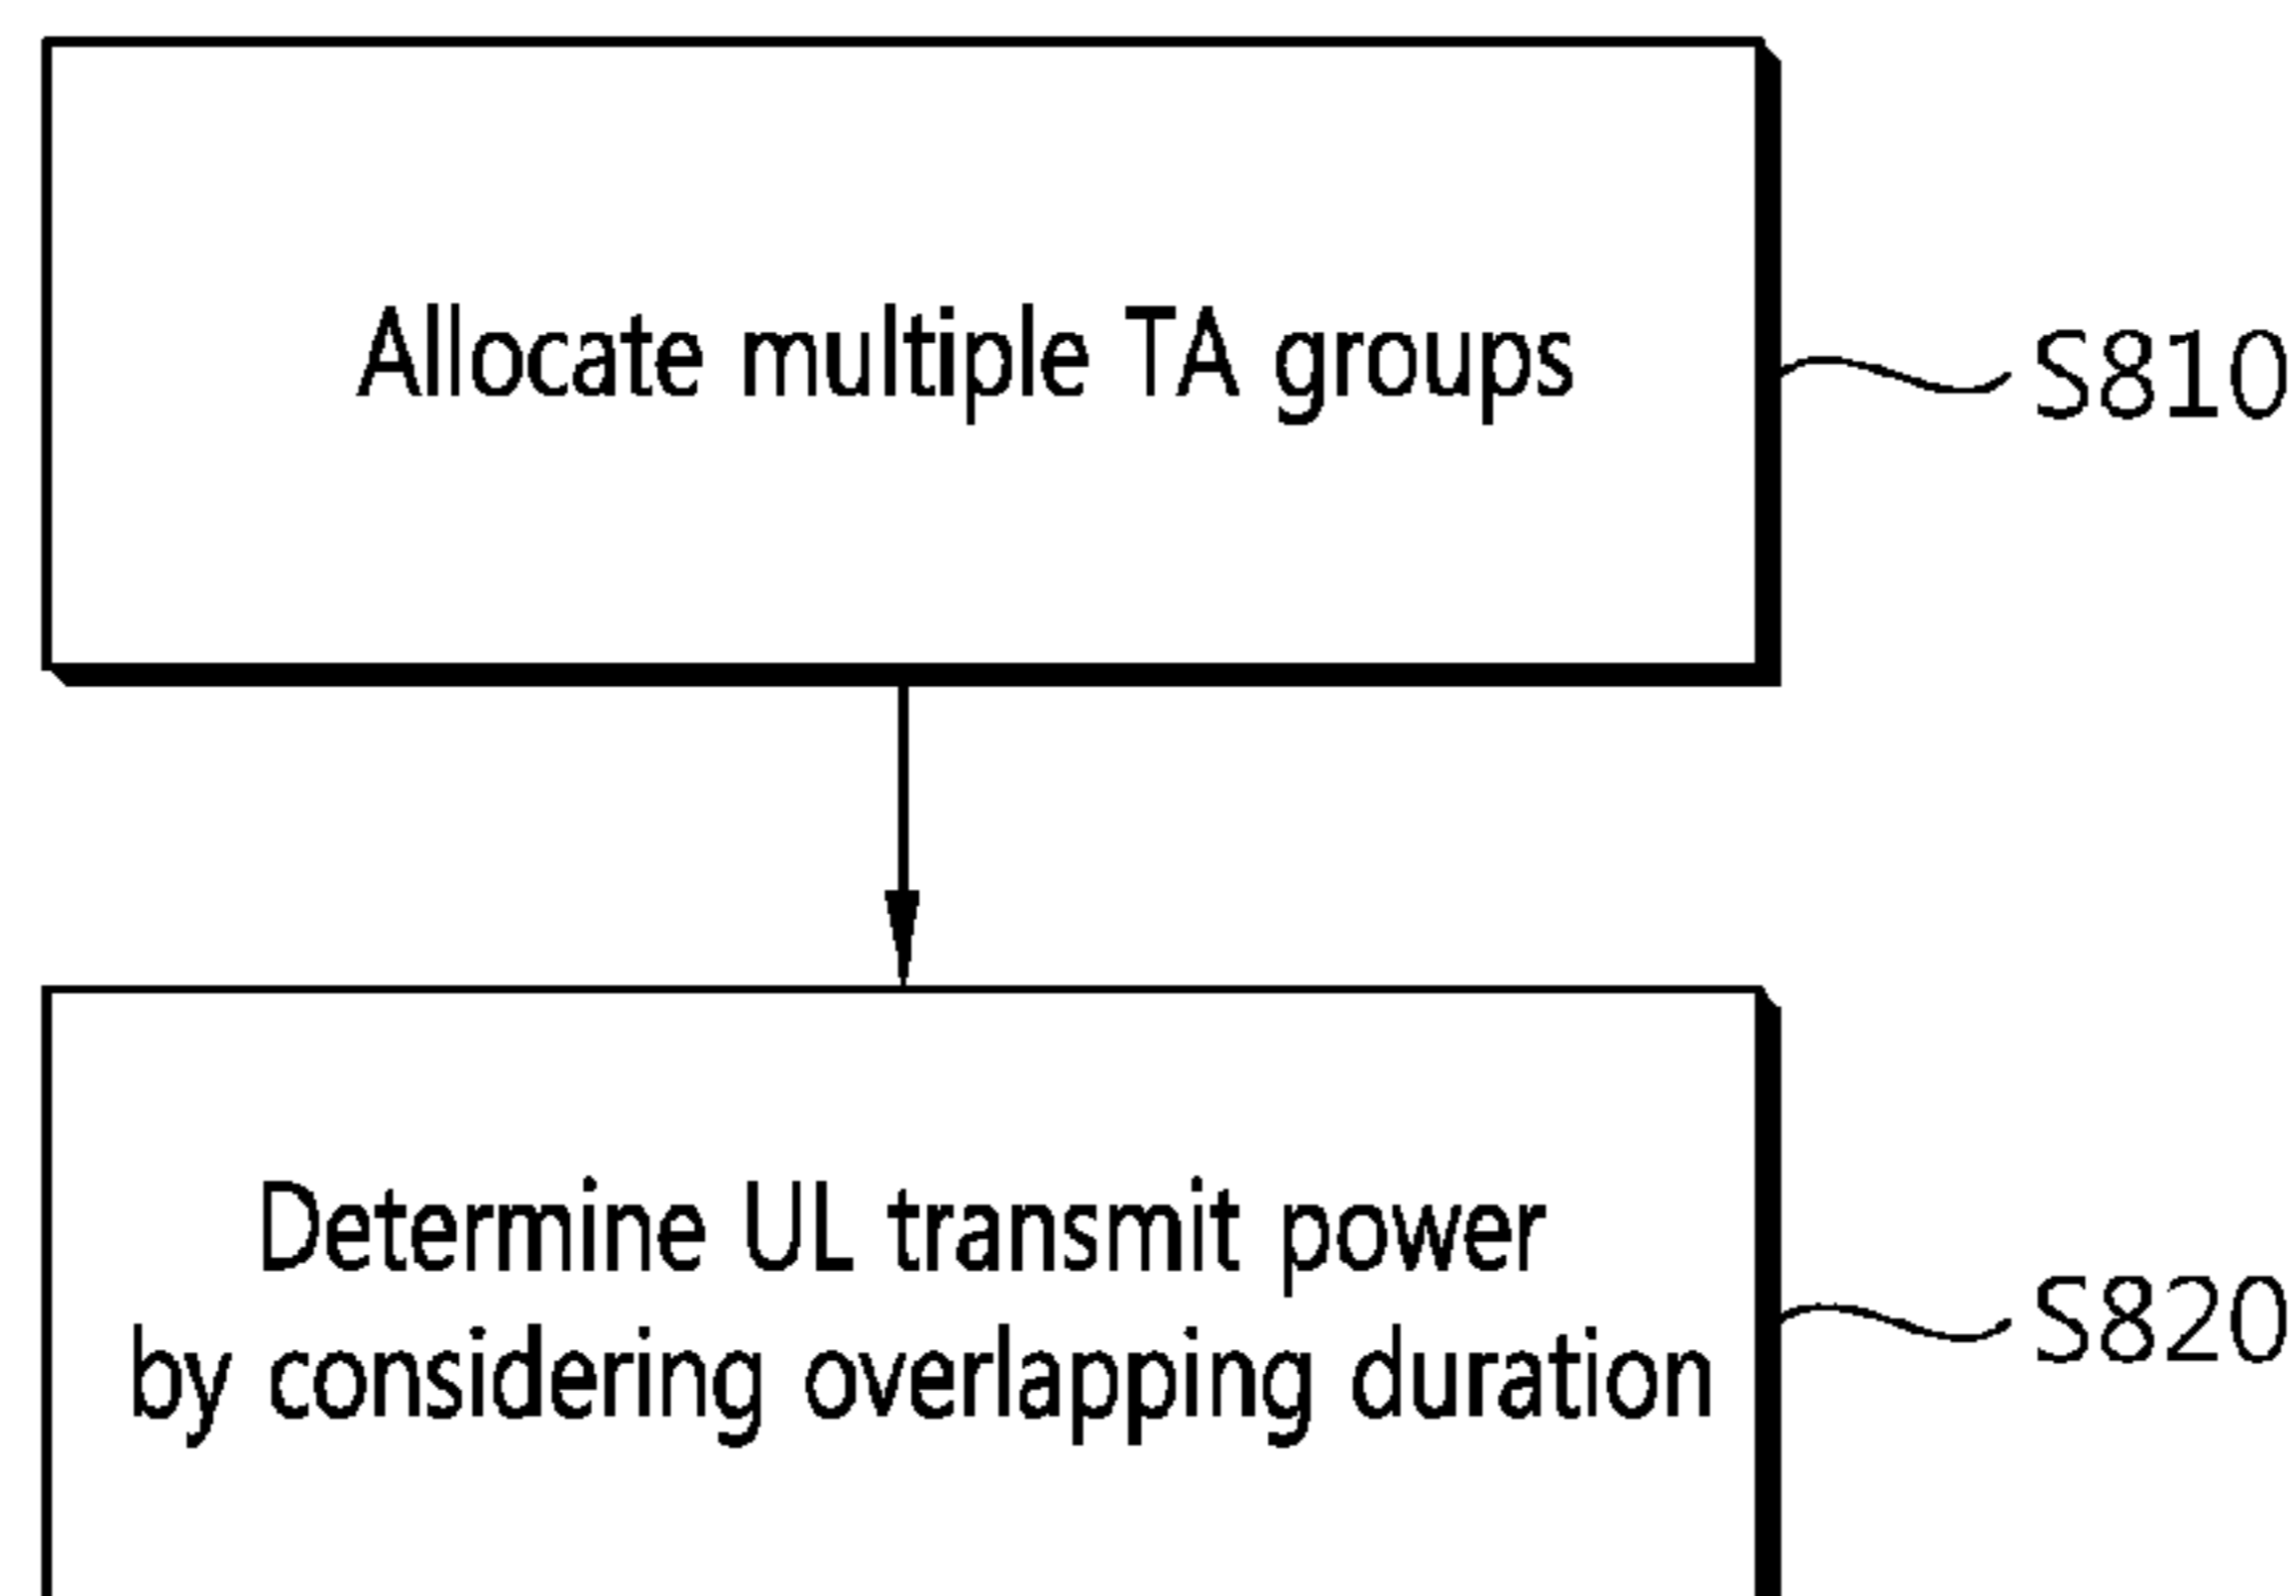 Allocate multiple TA groups
S810
Determine UL transmit power
by considering overlapping duration
S820